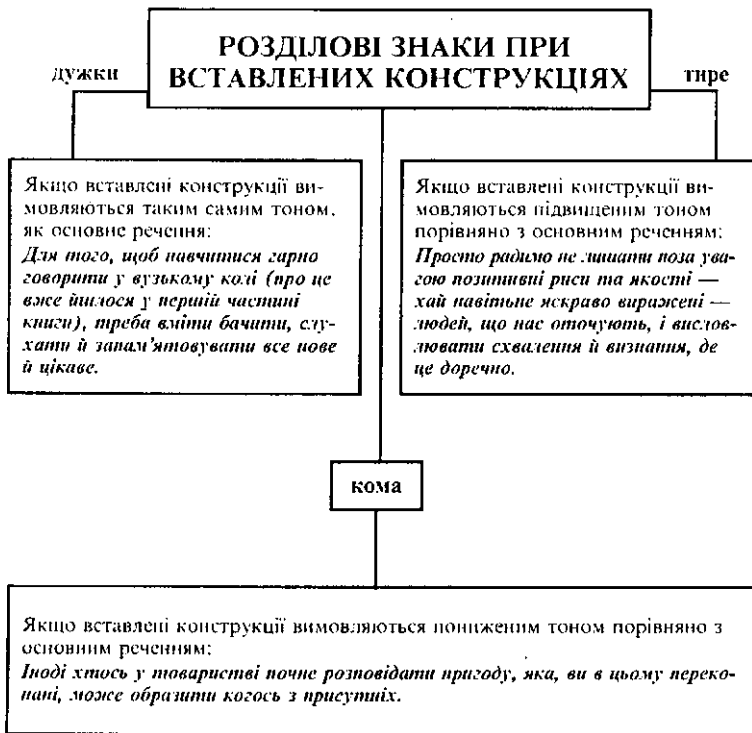 РОЗДІЛОВІ ЗНАКИ ПРИ
ВСТАВЛЕНИХ КОНСТРУКЦІЯХ
дужки
тире
Якщо вставлені конструкції ви-
мовляються таким самим тоном,
як основне речення:
Для того, щоб навчитися гарно
говорити у вузькому колі (про це
вже йшлося у першій частині
книги), треба вміти бачити, слу-
хати й запам'ятовувати все нове
й цікаве.
Якщо вставлені конструкції ви-
мовляються підвищеним тоном
порівняно з основним реченням:
Просто радимо не лишати поза ува-
гою позитивні риси та якості —
хай навіть не яскраво виражені —
людей, що нас оточують, і вислов-
лювати схвалення й визнання, де
це доречно.
кома
Якщо вставлені конструкції вимовляються пониженим тоном порівняно з
основним реченням:
Іноді хтось у товаристві почне розповідати пригоду, яка, ви в цьому переко-
нані, може образити когось з присутніх.